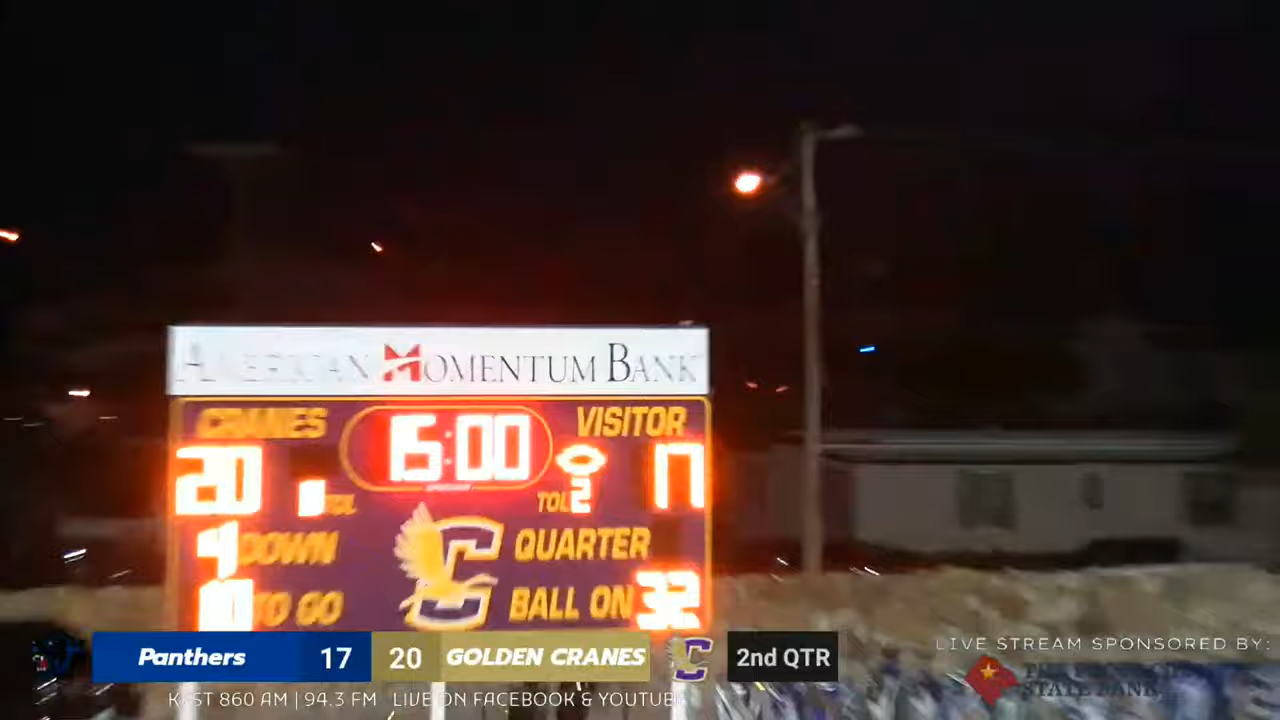 AMERICAN MOMENTUM BANK
CRANES 15:00 VISITOR
20 TOL TOL 2 17
4 DOWN QUARTER
10 TO GO BALL ON 32
Panthers 17 20 GOLDEN CRANES 2nd QTR
LIVE STREAM SPONSORED BY:
STATE BANK
860 AM | 94.3 FM LIVE ON FACEBOOK & YOUTUBE